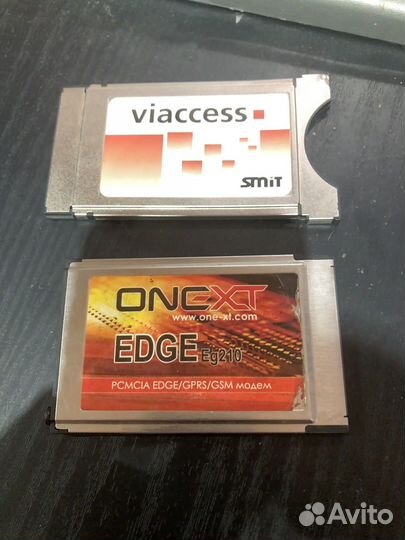 viaccess
SMiT
ONEXT
www.one-xt.com
EDGE Eg210
PCMCIA EDGE/GPRS/GSM модем
Avito